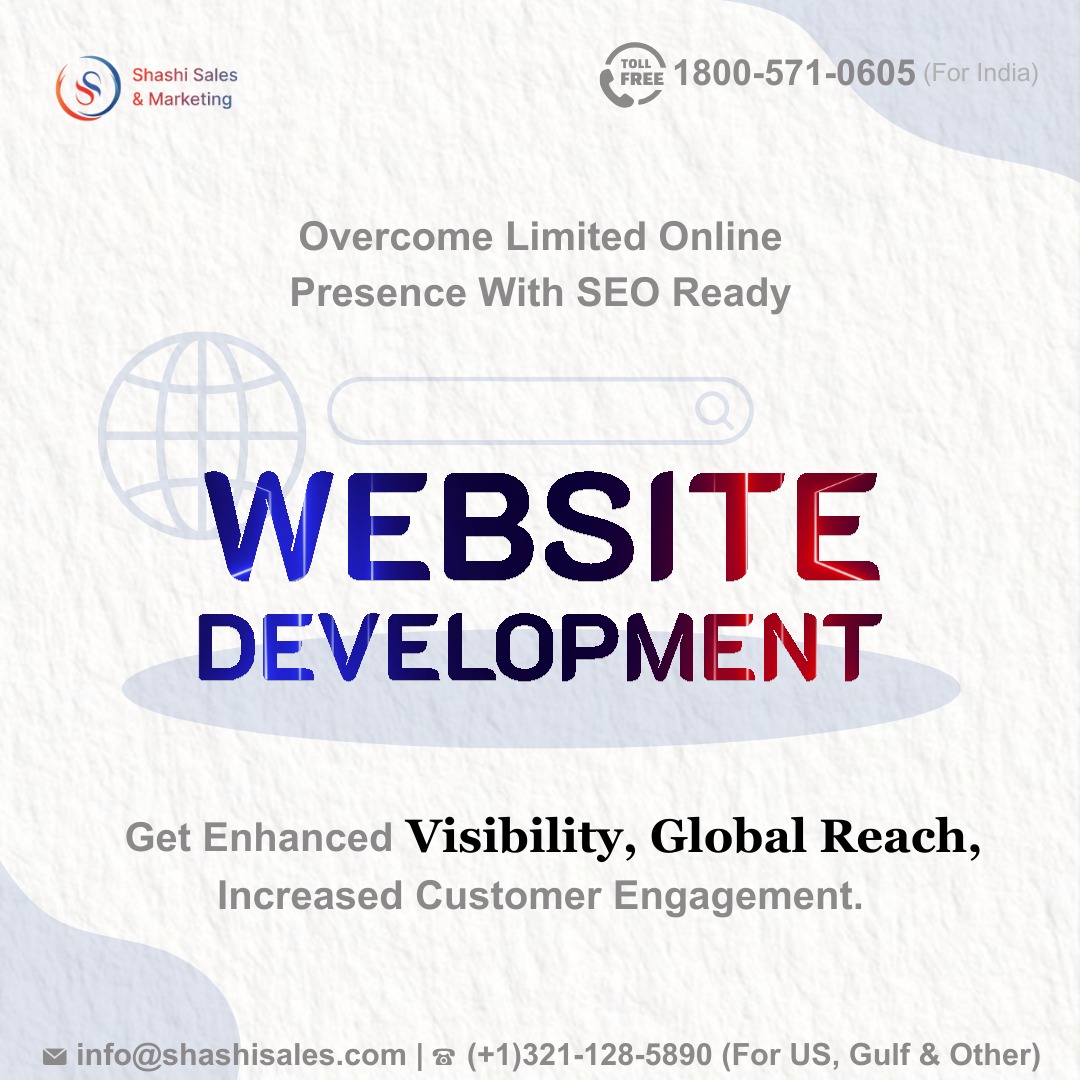 Shashi Sales
& Marketing
TOLL
FREE
1800-571-0605 (For India)
Overcome Limited Online
Presence With SEO Ready
WEBSITE
DEVELOPMENT
Get Enhanced Visibility, Global Reach,
Increased Customer Engagement.
info@shashisales.com | (+1)321-128-5890 (For US, Gulf & Other)